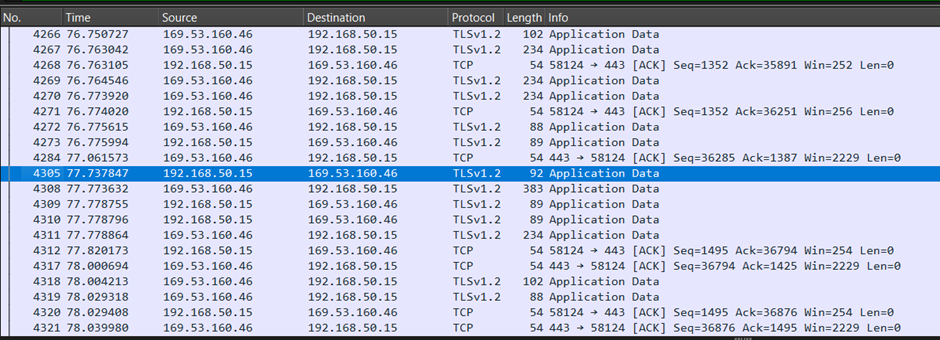 No. Time Source Destination Protocol Length Info
4266 76.750727 169.53.160.46 192.168.50.15 TLSv1.2 102 Application Data
4267 76.763042 169.53.160.46 192.168.50.15 TLSv1.2 234 Application Data
4268 76.763105 192.168.50.15 169.53.160.46 TCP 54 58124 → 443 [ACK] Seq=1352 Ack=35891 Win=252 Len=0
4269 76.764546 169.53.160.46 192.168.50.15 TLSv1.2 234 Application Data
4270 76.773920 169.53.160.46 192.168.50.15 TLSv1.2 234 Application Data
4271 76.774020 192.168.50.15 169.53.160.46 TCP 54 58124 → 443 [ACK] Seq=1352 Ack=36251 Win=256 Len=0
4272 76.775615 169.53.160.46 192.168.50.15 TLSv1.2 88 Application Data
4273 76.775994 192.168.50.15 169.53.160.46 TLSv1.2 89 Application Data
4284 77.061573 169.53.160.46 192.168.50.15 TCP 54 443 → 58124 [ACK] Seq=36285 Ack=1387 Win=2229 Len=0
4305 77.737847 192.168.50.15 169.53.160.46 TLSv1.2 92 Application Data
4308 77.773632 169.53.160.46 192.168.50.15 TLSv1.2 383 Application Data
4309 77.778755 192.168.50.15 169.53.160.46 TLSv1.2 89 Application Data
4310 77.778796 192.168.50.15 169.53.160.46 TLSv1.2 89 Application Data
4311 77.778864 169.53.160.46 192.168.50.15 TLSv1.2 234 Application Data
4312 77.820173 192.168.50.15 169.53.160.46 TCP 54 58124 → 443 [ACK] Seq=1495 Ack=36794 Win=254 Len=0
4317 78.000694 169.53.160.46 192.168.50.15 TCP 54 443 → 58124 [ACK] Seq=36794 Ack=1425 Win=2229 Len=0
4318 78.004213 169.53.160.46 192.168.50.15 TLSv1.2 102 Application Data
4319 78.029318 169.53.160.46 192.168.50.15 TLSv1.2 88 Application Data
4320 78.029408 192.168.50.15 169.53.160.46 TCP 54 58124 → 443 [ACK] Seq=1495 Ack=36876 Win=254 Len=0
4321 78.039980 169.53.160.46 192.168.50.15 TCP 54 443 → 58124 [ACK] Seq=36876 Ack=1495 Win=2229 Len=0